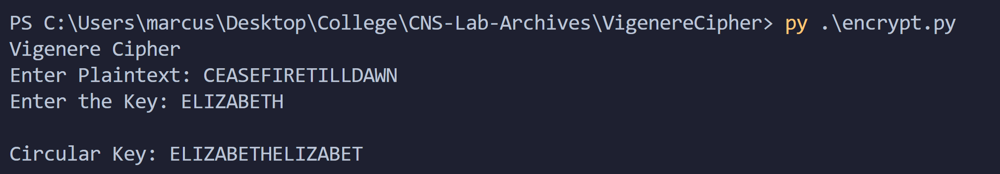 PS C:\Users\marcus\Desktop\College\CNS-Lab-Archives\VigenereCipher> py .\encrypt.py
Vigenere Cipher
Enter Plaintext: CEASEFIRETILLDAWN
Enter the Key: ELIZABETH
Circular Key: ELIZABETHELIZABET